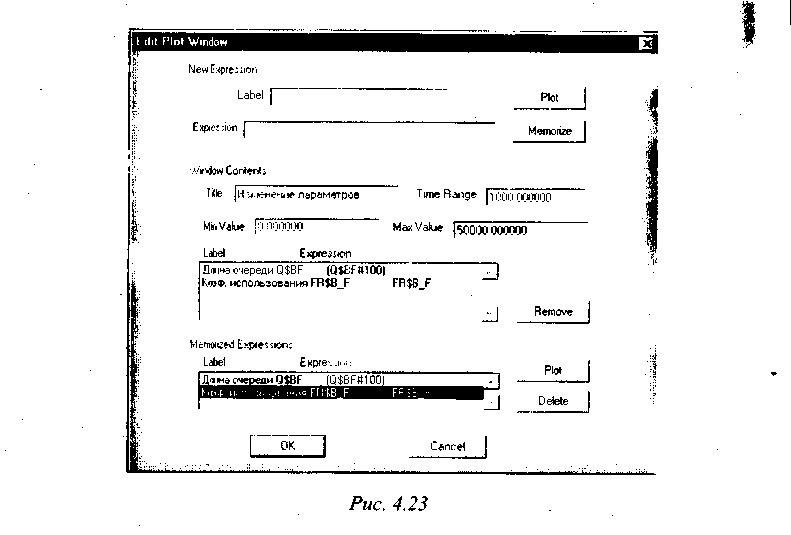 Edit Plot Window
New Expression
Label Plot
Expression Memorize
Window Contents
Title Изменение параметров Time Range 1000.000000
Min Value 0.000000 Max Value 50000.000000
Label Expression
Длина очереди Q$BF (Q$BF#100)
Коэф. использования FR$B_F FR$B_F
Remove
Memorized Expressions
Label Expression
Plot
Длина очереди Q$BF (Q$BF#100)
FR$B_F
Delete
OK Cancel
Рис. 4.23